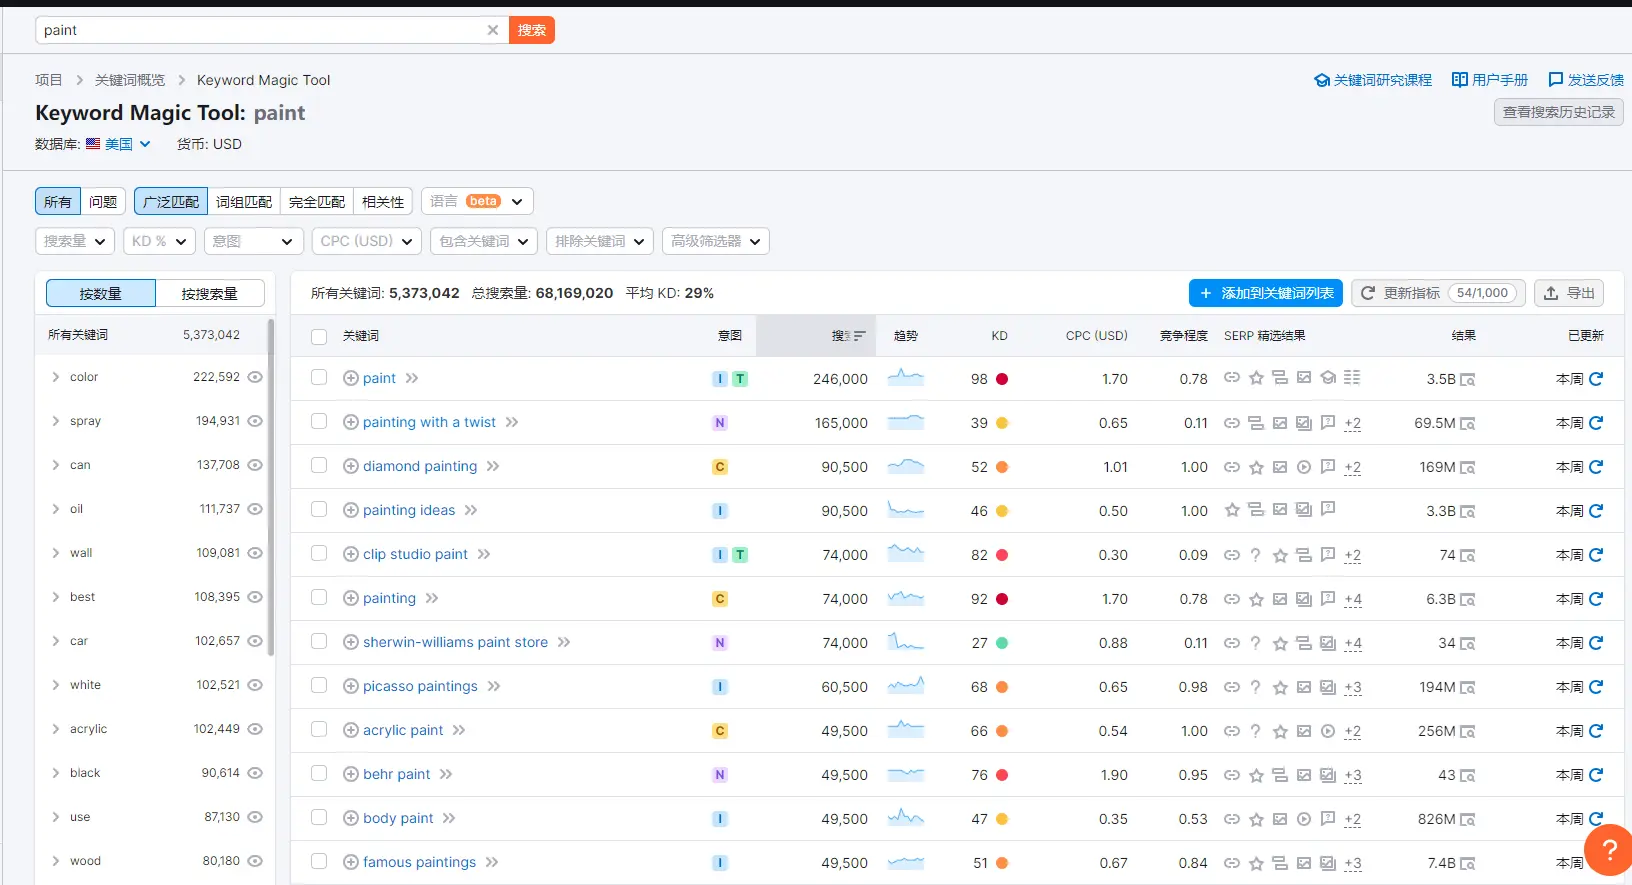 paint
搜索
项目 关键词概览 Keyword Magic Tool
关键词研究课程 用户手册 发送反馈
Keyword Magic Tool: paint
查看搜索历史记录
数据库: 美国 货币: USD
所有 问题 广泛匹配 词组匹配 完全匹配 相关性 语言 beta
搜索量 KD % 意图 CPC (USD) 包含关键词 排除关键词 高级筛选器
按数量 按搜索量
所有关键词: 5,373,042 总搜索量: 68,169,020 平均 KD: 29%
+ 添加到关键词列表 更新指标 54/1,000 导出
所有关键词 5,373,042
color 222,592
spray 194,931
can 137,708
oil 111,737
wall 109,081
best 108,395
car 102,657
white 102,521
acrylic 102,449
black 90,614
use 87,130
wood 80,180
关键词 意图 搜 趋势 KD CPC (USD) 竞争程度 SERP 精选结果 结果 已更新
paint I T 246,000 98 1.70 0.78 3.5B 本周
painting with a twist N 165,000 39 0.65 0.11 +2 69.5M 本周
diamond painting C 90,500 52 1.01 1.00 +2 169M 本周
painting ideas I 90,500 46 0.50 1.00 3.3B 本周
clip studio paint I T 74,000 82 0.30 0.09 ? +2 74 本周
painting C 74,000 92 1.70 0.78 +4 6.3B 本周
sherwin-williams paint store N 74,000 27 0.88 0.11 ? +4 34 本周
picasso paintings I 60,500 68 0.65 0.98 ? +3 194M 本周
acrylic paint C 49,500 66 0.54 1.00 ? +2 256M 本周
behr paint N 49,500 76 1.90 0.95 +3 43 本周
body paint I 49,500 47 0.35 0.53 +2 826M 本周
famous paintings I 49,500 51 0.67 0.84 +3 7.4B 本周
?